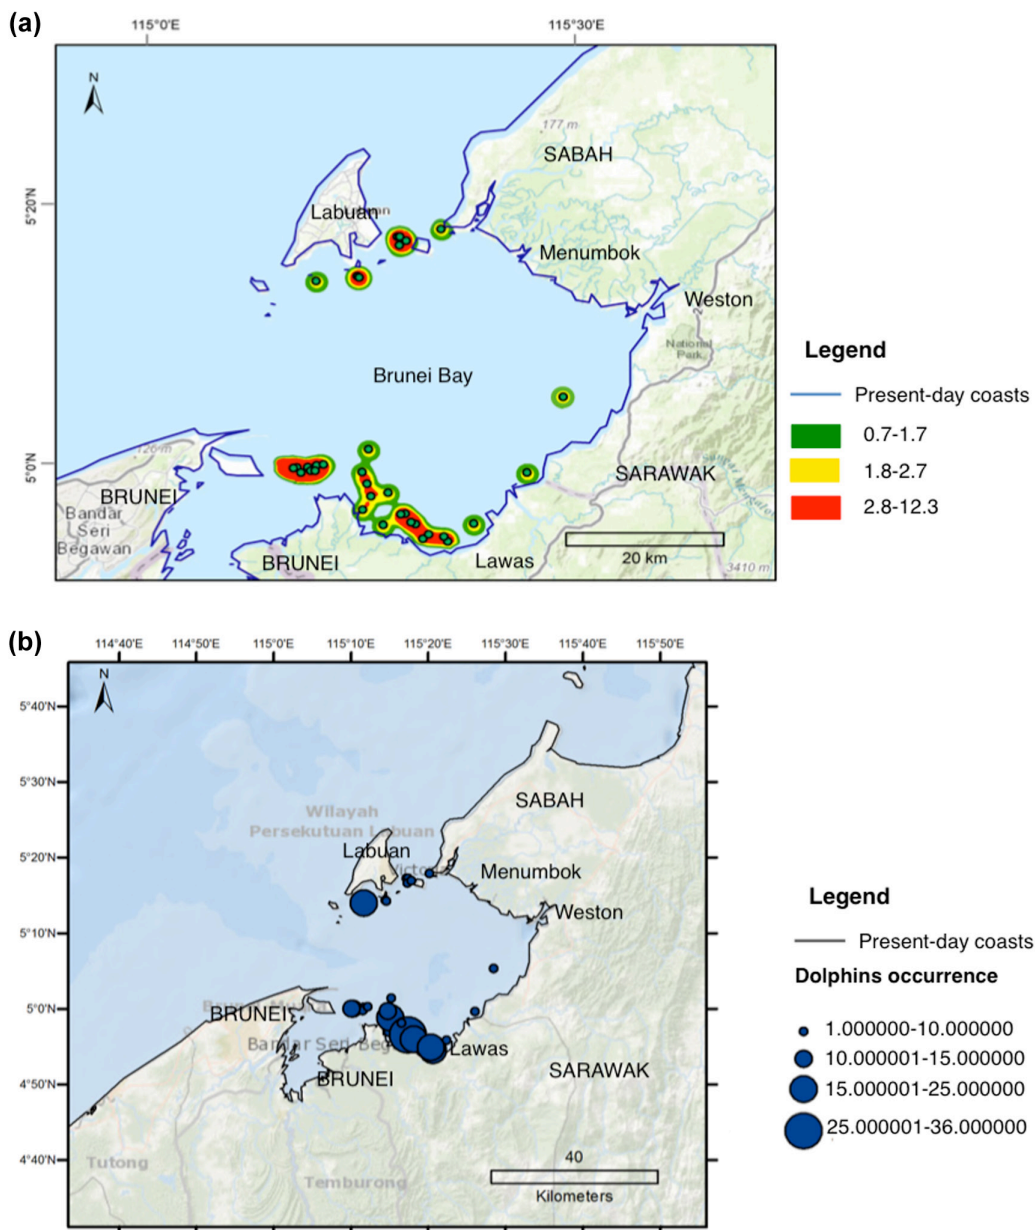 (a)
115°0'E 115°30'E
N
177 m
SABAH
5°20'N
Labuan
Menumbok
Weston
National
Park
Legend
Brunei Bay
Present-day coasts
0.7-1.7
126 m
5°0'N
1.8-2.7
SARAWAK
BRUNEI
2.8-12.3
Bandar
Seri
Begawan
BRUNEI
Lawas
20 km
3410 m
(b)
114°40'E 114°50'E 115°0'E 115°10'E 115°20'E 115°30'E 115°40'E 115°50'E
N
5°40'N
5°30'N
SABAH
Wilayah
Persekutuan Labuan
5°20'N
Labuan
Menumbok
Legend
Weston
5°10'N
Present-day coasts
Dolphins occurrence
5°0'N
BRUNEI
1.000000-10.000000
Bandar Seri Beg
Lawas
10.000001-15.000000
SARAWAK
BRUNEI
15.000001-25.000000
4°50'N
25.000001-36.000000
4°40'N
Tutong
40
Temburong
Kilometers